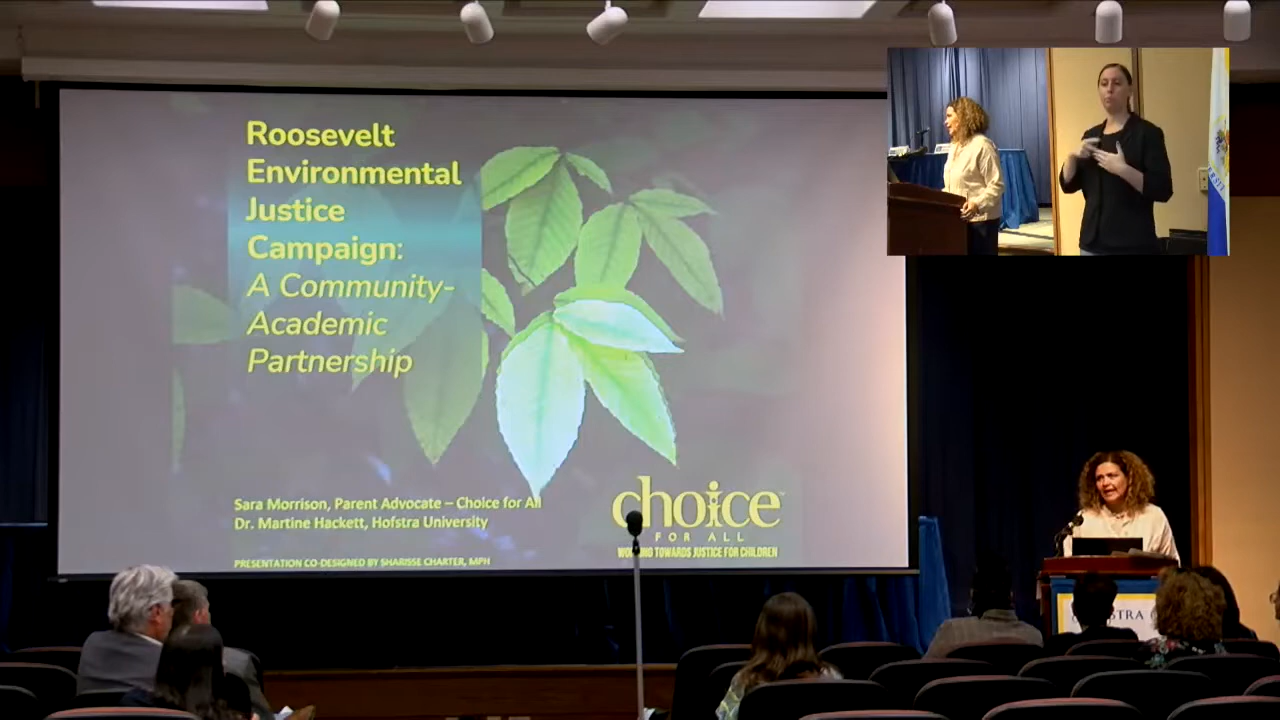 Roosevelt
Environmental
Justice
Campaign:
A Community-
Academic
Partnership
Sara Morrison, Parent Advocate – Choice for All
Dr. Martine Hackett, Hofstra University
PRESENTATION CO-DESIGNED BY SHARISSE CHARTER, MPH
choice
FOR ALL
WORKING TOWARDS JUSTICE FOR CHILDREN